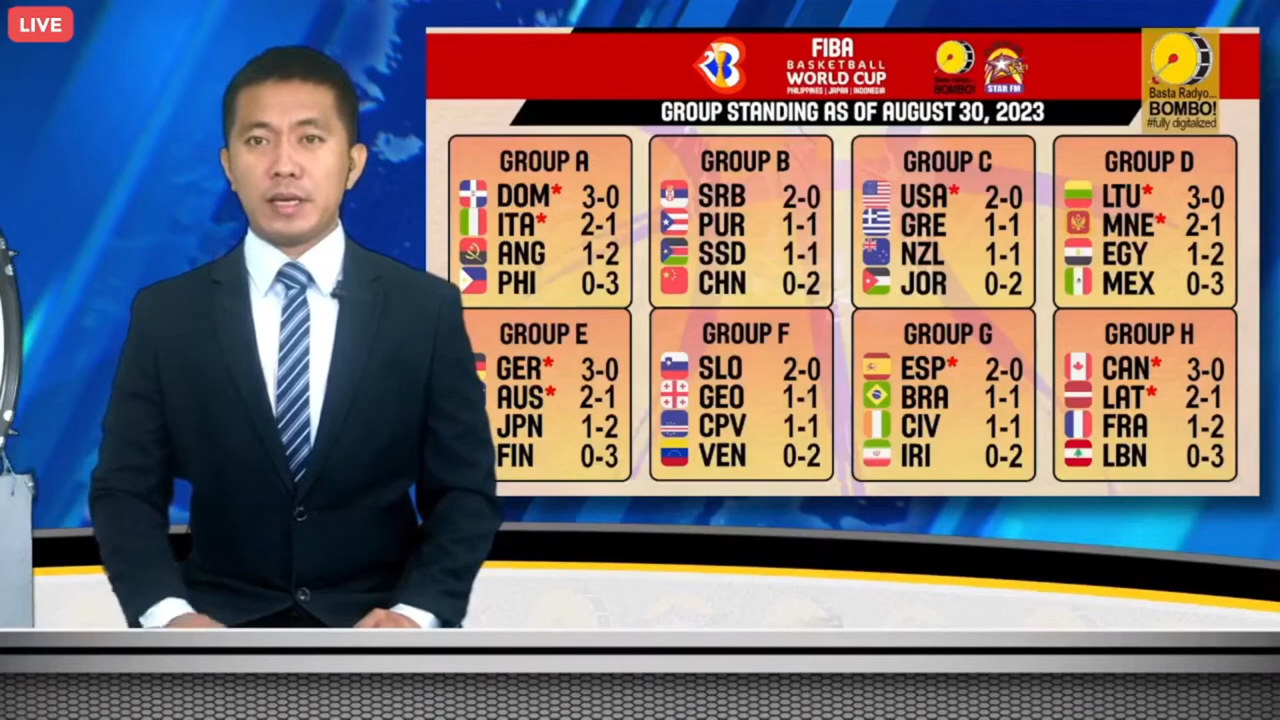 LIVE
FIBA
BASKETBALL
WORLD CUP
PHILIPPINES | JAPAN | INDONESIA
BOMBO!
STAR FM
Basta Radyo...
BOMBO!
#fully digitalized
GROUP STANDING AS OF AUGUST 30, 2023
GROUP A
DOM* 3-0
ITA* 2-1
ANG 1-2
PHI 0-3
GROUP B
SRB 2-0
PUR 1-1
SSD 1-1
CHN 0-2
GROUP C
USA* 2-0
GRE 1-1
NZL 1-1
JOR 0-2
GROUP D
LTU* 3-0
MNE* 2-1
EGY 1-2
MEX 0-3
GROUP E
GER* 3-0
AUS* 2-1
JPN 1-2
FIN 0-3
GROUP F
SLO 2-0
GEO 1-1
CPV 1-1
VEN 0-2
GROUP G
ESP* 2-0
BRA 1-1
CIV 1-1
IRI 0-2
GROUP H
CAN* 3-0
LAT* 2-1
FRA 1-2
LBN 0-3